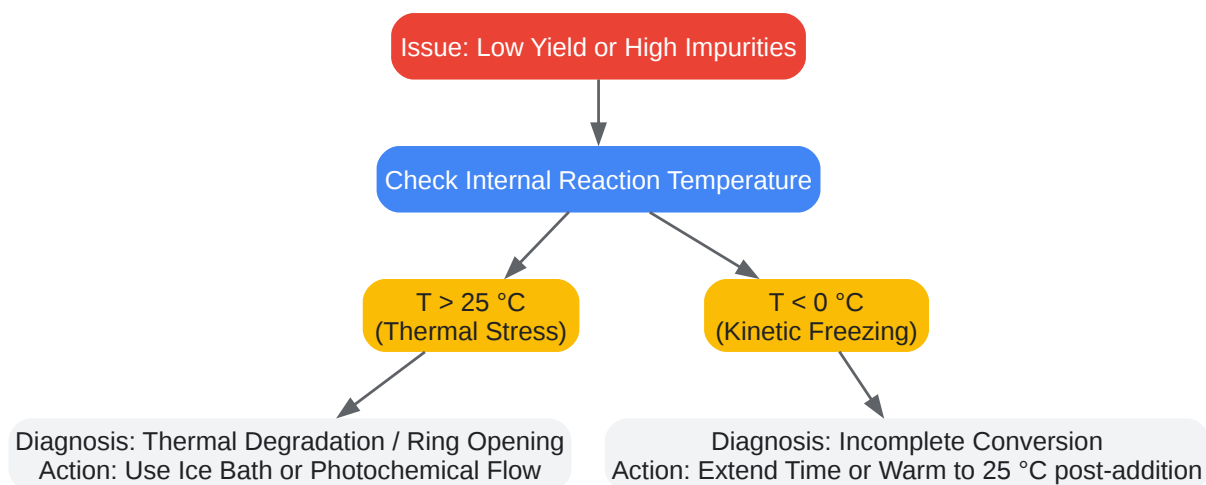 Issue: Low Yield or High Impurities
Check Internal Reaction Temperature
T > 25 °C
(Thermal Stress)
T < 0 °C
(Kinetic Freezing)
Diagnosis: Thermal Degradation / Ring Opening
Action: Use Ice Bath or Photochemical Flow
Diagnosis: Incomplete Conversion
Action: Extend Time or Warm to 25 °C post-addition